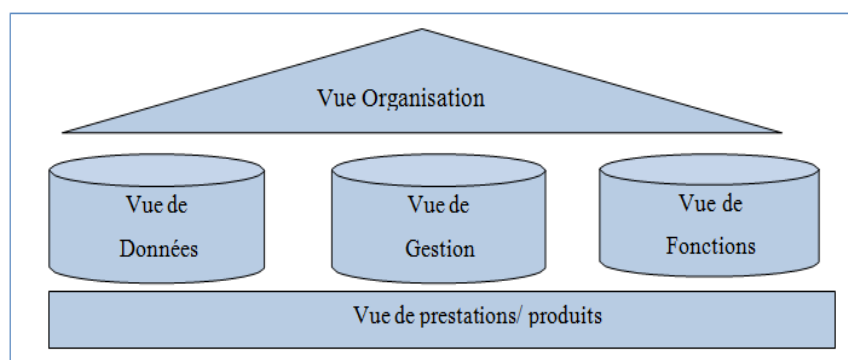 Vue Organisation
Vue de
Données
Vue de
Gestion
Vue de
Fonctions
Vue de prestations/ produits